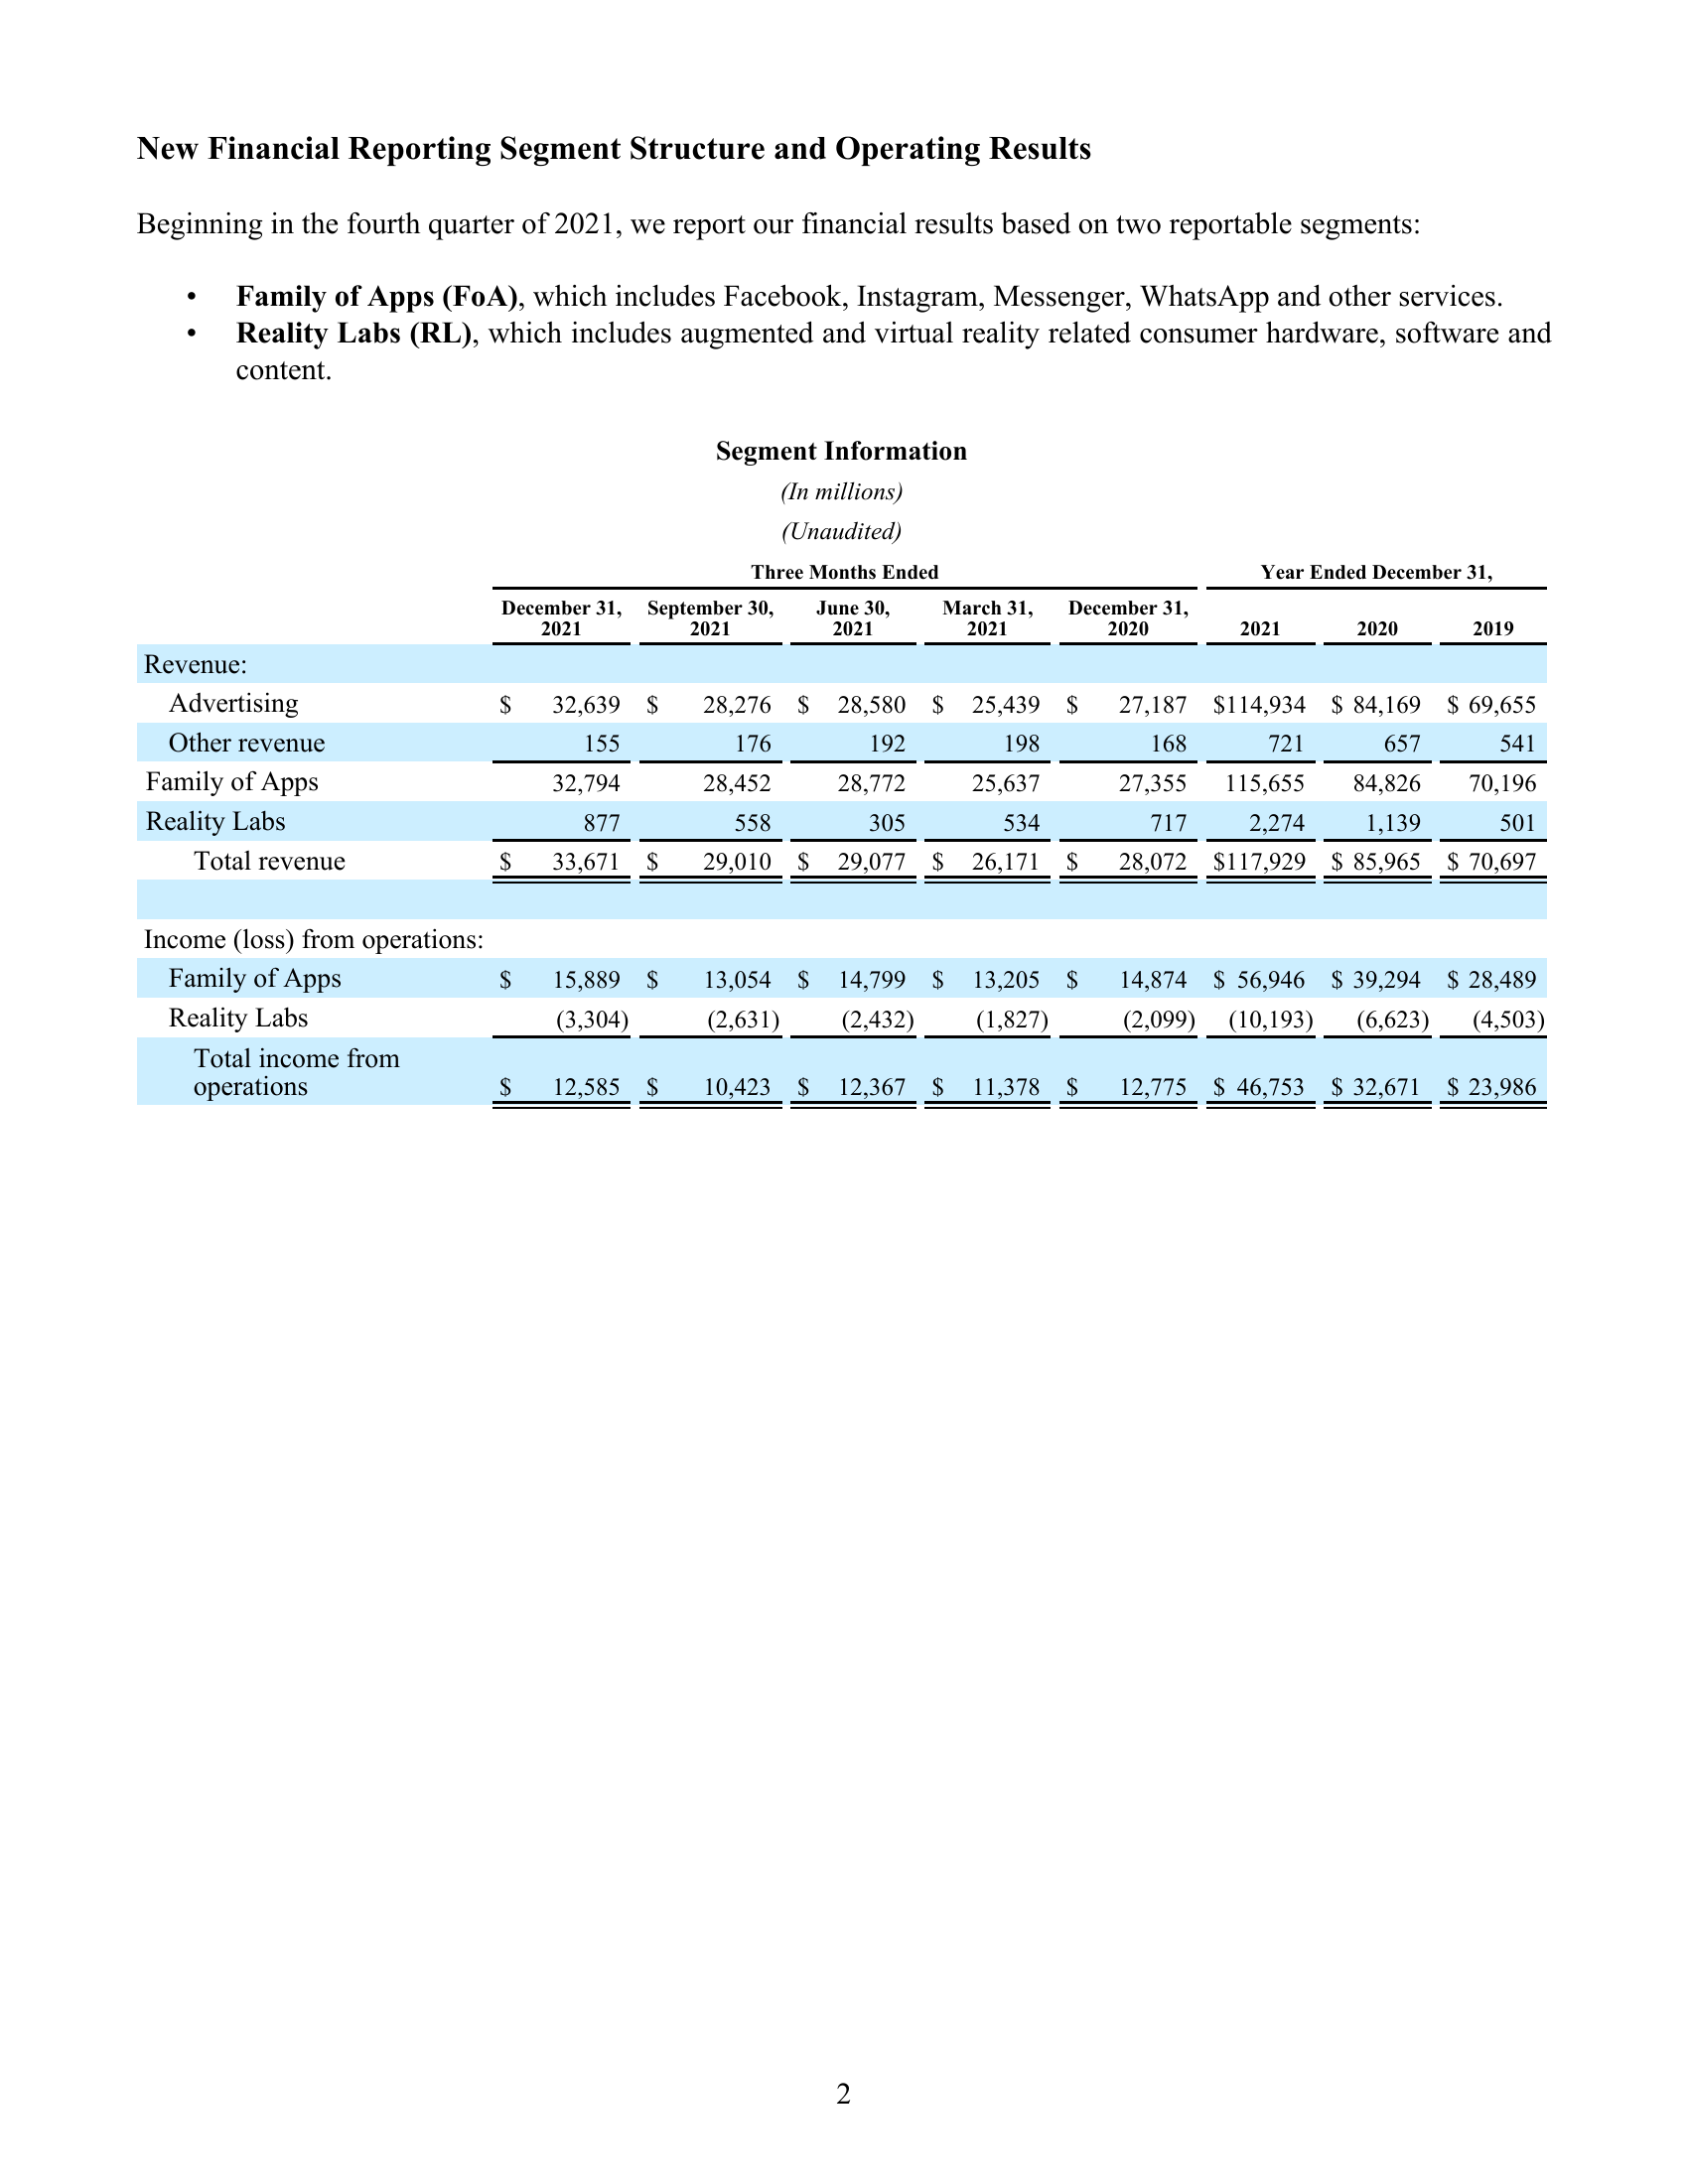 New Financial Reporting Segment Structure and Operating Results
Beginning in the fourth quarter of 2021, we report our financial results based on two reportable segments:
• Family of Apps (FoA), which includes Facebook, Instagram, Messenger, WhatsApp and other services.
• Reality Labs (RL), which includes augmented and virtual reality related consumer hardware, software and
content.
Segment Information
(In millions)
(Unaudited)
Three Months Ended Year Ended December 31,
December 31, September 30, June 30, March 31, December 31,
2021 2021 2021 2021 2020 2021 2020 2019
Revenue:
Advertising $ 32,639 $ 28,276 $ 28,580 $ 25,439 $ 27,187 $114,934 $ 84,169 $ 69,655
Other revenue 155 176 192 198 168 721 657 541
Family of Apps 32,794 28,452 28,772 25,637 27,355 115,655 84,826 70,196
Reality Labs 877 558 305 534 717 2,274 1,139 501
Total revenue $ 33,671 $ 29,010 $ 29,077 $ 26,171 $ 28,072 $117,929 $ 85,965 $ 70,697
Income (loss) from operations:
Family of Apps $ 15,889 $ 13,054 $ 14,799 $ 13,205 $ 14,874 $ 56,946 $ 39,294 $ 28,489
Reality Labs (3,304) (2,631) (2,432) (1,827) (2,099) (10,193) (6,623) (4,503)
Total income from
operations $ 12,585 $ 10,423 $ 12,367 $ 11,378 $ 12,775 $ 46,753 $ 32,671 $ 23,986
2